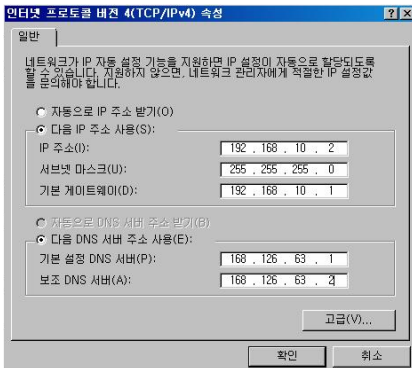 인터넷 프로토콜 버전 4(TCP/IPv4) 속성
일반
네트워크가 IP 자동 설정 기능을 지원하면 IP 설정이 자동으로 할당되도록
할 수 있습니다. 지원하지 않으면, 네트워크 관리자에게 적절한 IP 설정값
을 문의해야 합니다.
자동으로 IP 주소 받기(O)
다음 IP 주소 사용(S):
IP 주소(I): 192 . 168 . 10 . 2
서브넷 마스크(U): 255 . 255 . 255 . 0
기본 게이트웨이(D): 192 . 168 . 10 . 1
자동으로 DNS 서버 주소 받기(B)
다음 DNS 서버 주소 사용(E):
기본 설정 DNS 서버(P): 168 . 126 . 63 . 1
보조 DNS 서버(A): 168 . 126 . 63 . 2
고급(V)...
확인 취소